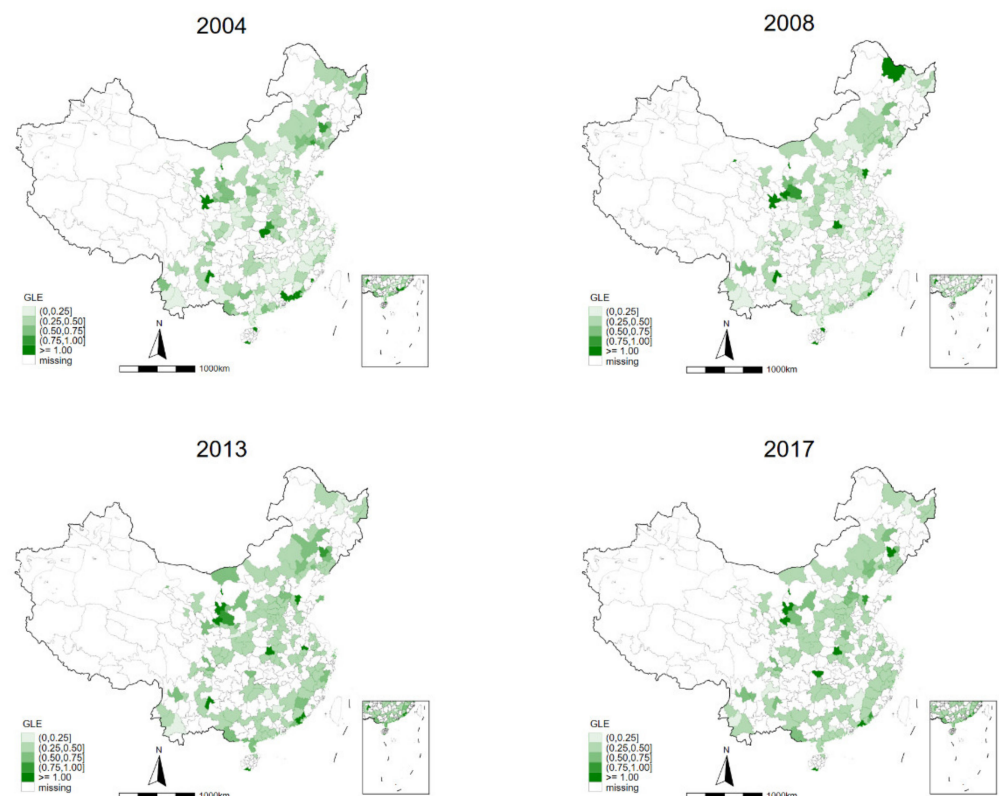 2004
2008
GLE
(0,0.25]
(0.25,0.50]
(0.50,0.75]
(0.75,1.00]
>= 1.00
missing
N
1000km
GLE
(0,0.25]
(0.25,0.50]
(0.50,0.75]
(0.75,1.00]
>= 1.00
missing
N
1000km
2013
2017
GLE
(0,0.25]
(0.25,0.50]
(0.50,0.75]
(0.75,1.00]
>= 1.00
missing
N
1000km
GLE
(0,0.25]
(0.25,0.50]
(0.50,0.75]
(0.75,1.00]
>= 1.00
missing
N
1000km